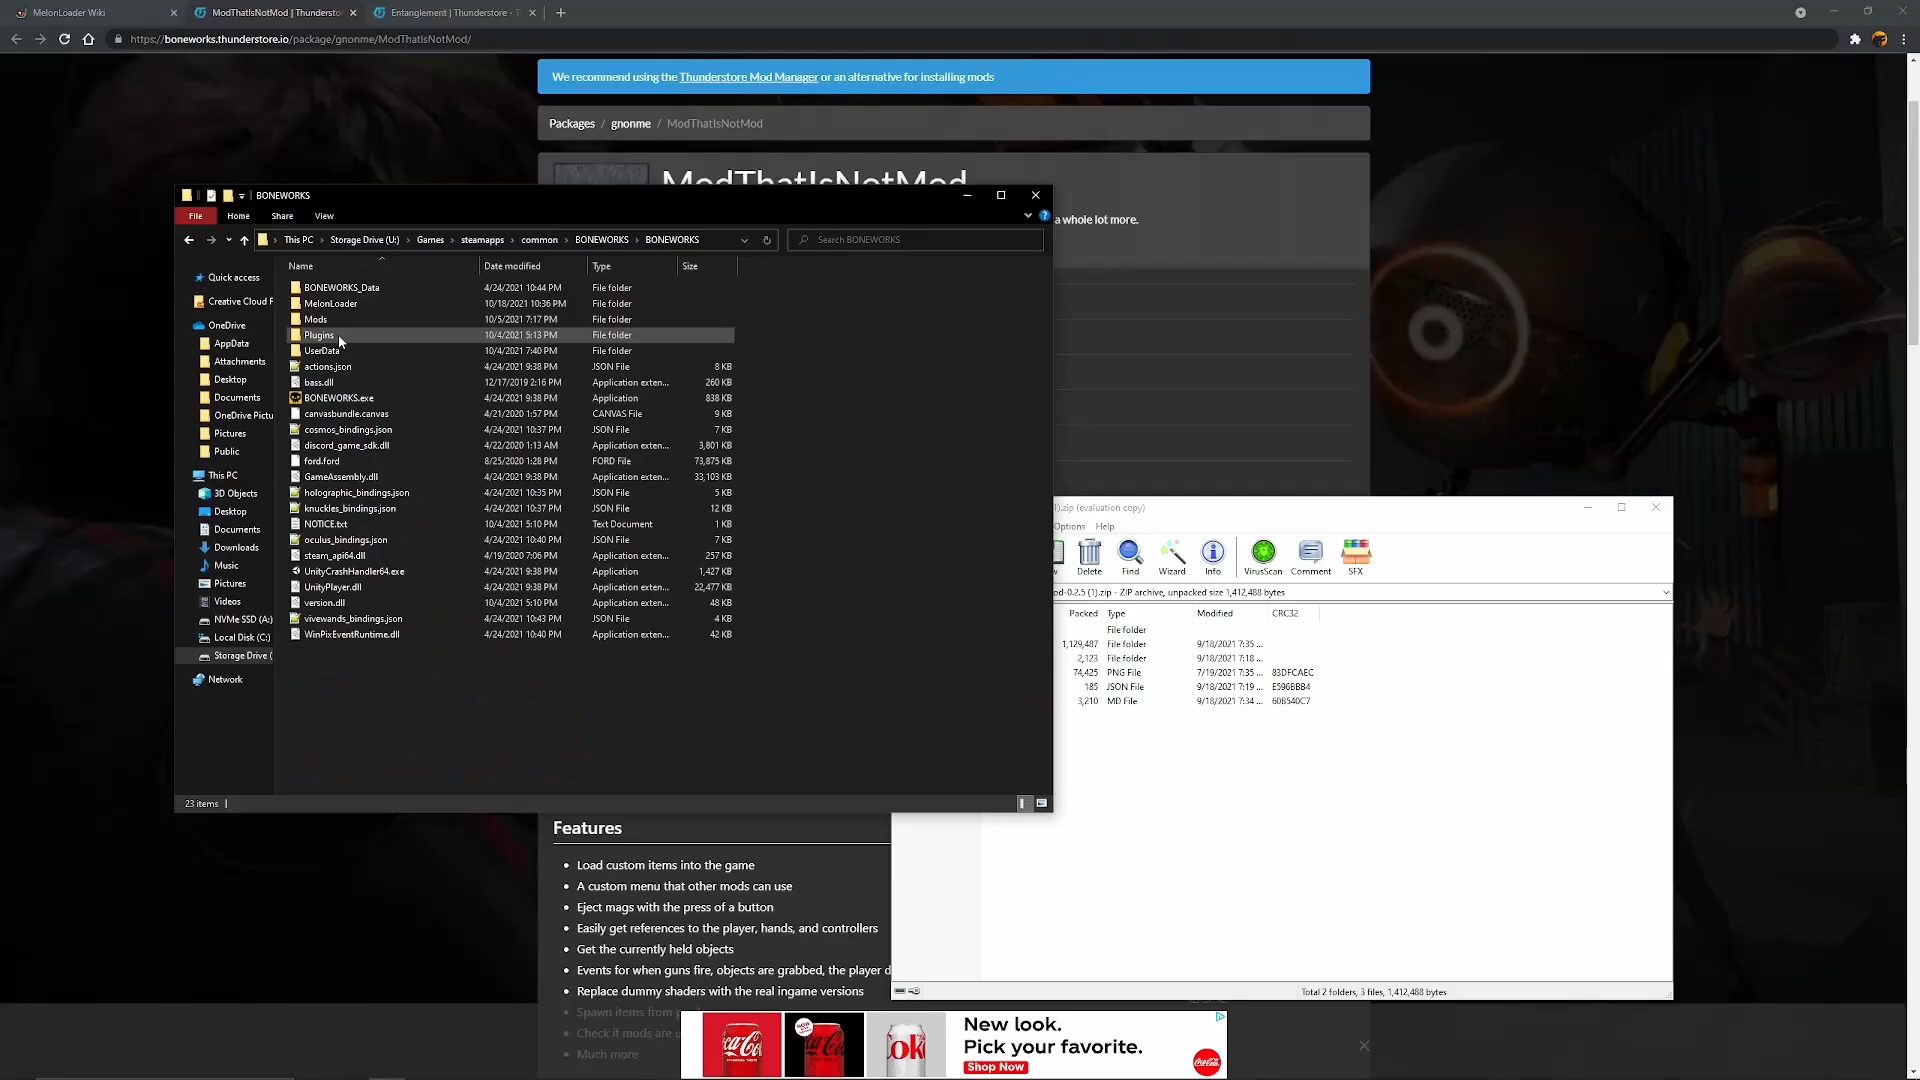 MelonLoader Wiki
ModThatIsNotMod | Thundersto
Entanglement | Thunderstore - T
https://boneworks.thunderstore.io/package/gnonme/ModThatIsNotMod/
We recommend using the Thunderstore Mod Manager or an alternative for installing mods
Packages / gnonme / ModThatIsNotMod
ModThatIsNotMod
a whole lot more.
BONEWORKS
File Home Share View
This PC > Storage Drive (U:) > Games > steamapps > common > BONEWORKS > BONEWORKS
Search BONEWORKS
Quick access
Creative Cloud F
OneDrive
AppData
Attachments
Desktop
Documents
OneDrive Pictu
Pictures
Public
This PC
3D Objects
Desktop
Documents
Downloads
Music
Pictures
Videos
NVMe SSD (A:)
Local Disk (C:)
Storage Drive (
Network
Name Date modified Type Size
BONEWORKS_Data 4/24/2021 10:44 PM File folder
MelonLoader 10/18/2021 10:36 PM File folder
Mods 10/5/2021 7:17 PM File folder
Plugins 10/4/2021 5:13 PM File folder
UserData 10/4/2021 7:40 PM File folder
actions.json 4/24/2021 9:38 PM JSON File 8 KB
bass.dll 12/17/2019 2:16 PM Application exten... 260 KB
BONEWORKS.exe 4/24/2021 9:38 PM Application 838 KB
canvasbundle.canvas 4/21/2020 1:57 PM CANVAS File 9 KB
cosmos_bindings.json 4/24/2021 10:37 PM JSON File 7 KB
discord_game_sdk.dll 4/22/2020 1:13 AM Application exten... 3,801 KB
ford.ford 8/25/2020 1:28 PM FORD File 73,875 KB
GameAssembly.dll 4/24/2021 9:38 PM Application exten... 33,103 KB
holographic_bindings.json 4/24/2021 10:35 PM JSON File 5 KB
knuckles_bindings.json 4/24/2021 10:37 PM JSON File 12 KB
NOTICE.txt 10/4/2021 5:10 PM Text Document 1 KB
oculus_bindings.json 4/24/2021 10:40 PM JSON File 7 KB
steam_api64.dll 4/19/2020 7:06 PM Application exten... 257 KB
UnityCrashHandler64.exe 4/24/2021 9:38 PM Application 1,427 KB
UnityPlayer.dll 4/24/2021 9:38 PM Application exten... 22,477 KB
version.dll 10/4/2021 5:10 PM Application exten... 48 KB
vivewands_bindings.json 4/24/2021 10:43 PM JSON File 4 KB
WinPixEventRuntime.dll 4/24/2021 10:40 PM Application exten... 42 KB
23 items
1).zip (evaluation copy)
Options Help
w Delete Find Wizard Info VirusScan Comment SFX
od-0.2.5 (1).zip - ZIP archive, unpacked size 1,412,488 bytes
Packed Type Modified CRC32
File folder
1,129,487 File folder 9/18/2021 7:35 ...
2,123 File folder 9/18/2021 7:18 ...
74,425 PNG File 7/19/2021 7:35 ... 83DFCAEC
185 JSON File 9/18/2021 7:19 ... E596BBB4
3,210 MD File 9/18/2021 7:34 ... 60B540C7
Total 2 folders, 3 files, 1,412,488 bytes
Features
Load custom items into the game
A custom menu that other mods can use
Eject mags with the press of a button
Easily get references to the player, hands, and controllers
Get the currently held objects
Events for when guns fire, objects are grabbed, the player d
Replace dummy shaders with the real ingame versions
Spawn items from p
Check if mods are u
Much more
New look.
Pick your favorite.
Shop Now